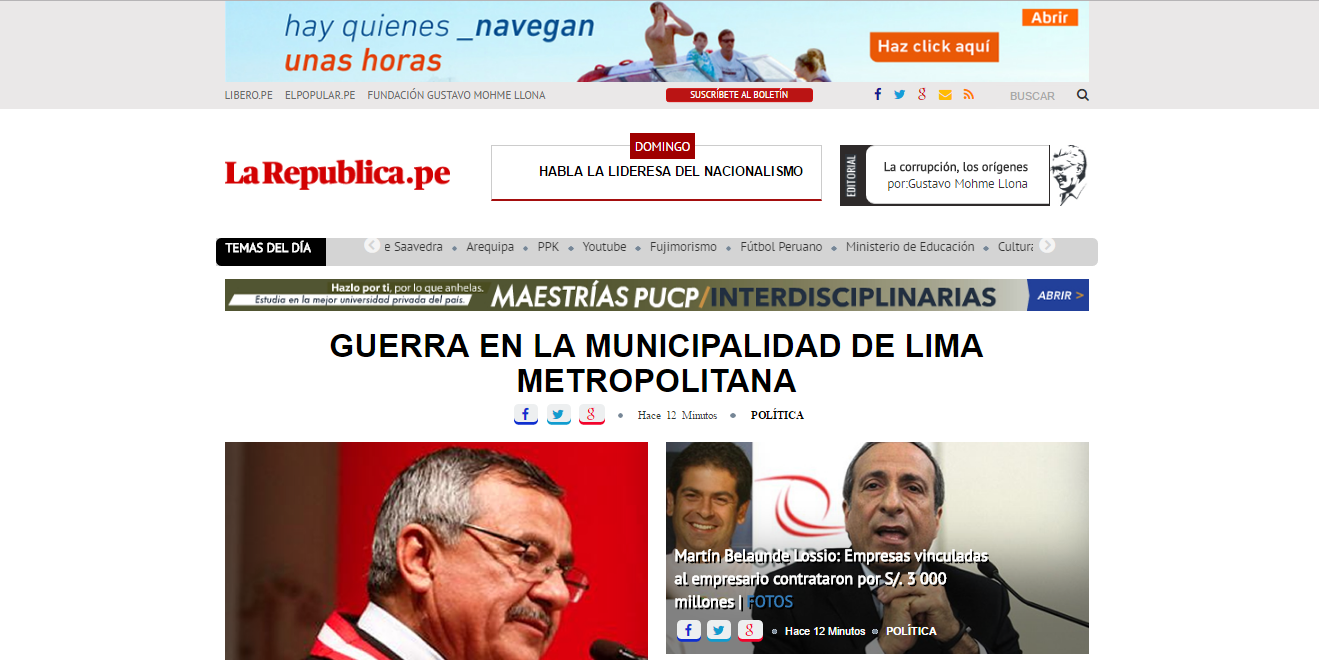 hay quienes _navegan
unas horas
Abrir
Haz click aquí
LIBERO.PE ELPOPULAR.PE FUNDACIÓN GUSTAVO MOHME LLONA
SUSCRÍBETE AL BOLETÍN
BUSCAR
LaRepublica.pe
DOMINGO
HABLA LA LIDERESA DEL NACIONALISMO
EDITORIAL
La corrupción, los orígenes
por:Gustavo Mohme Llona
TEMAS DEL DÍA
e Saavedra • Arequipa • PPK • Youtube • Fujimorismo • Fútbol Peruano • Ministerio de Educación • Cultura
Hazlo por ti, por lo que anhelas.
Estudia en la mejor universidad privada del país.
MAESTRÍAS PUCP/INTERDISCIPLINARIAS
ABRIR >
GUERRA EN LA MUNICIPALIDAD DE LIMA
METROPOLITANA
Hace 12 Minutos • POLÍTICA
Martín Belaunde Lossio: Empresas vinculadas
al empresario contrataron por S/. 3 000
millones | FOTOS
Hace 12 Minutos POLÍTICA